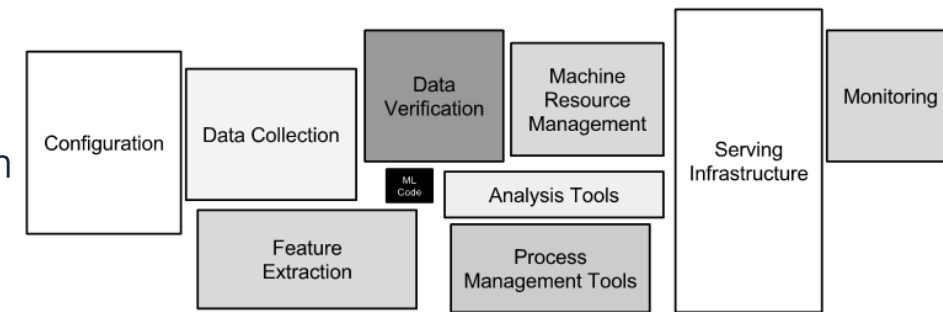 n
Configuration
Data Collection
Data
Verification
Machine
Resource
Management
Monitoring
Serving
Infrastructure
ML
Code
Analysis Tools
Feature
Extraction
Process
Management Tools